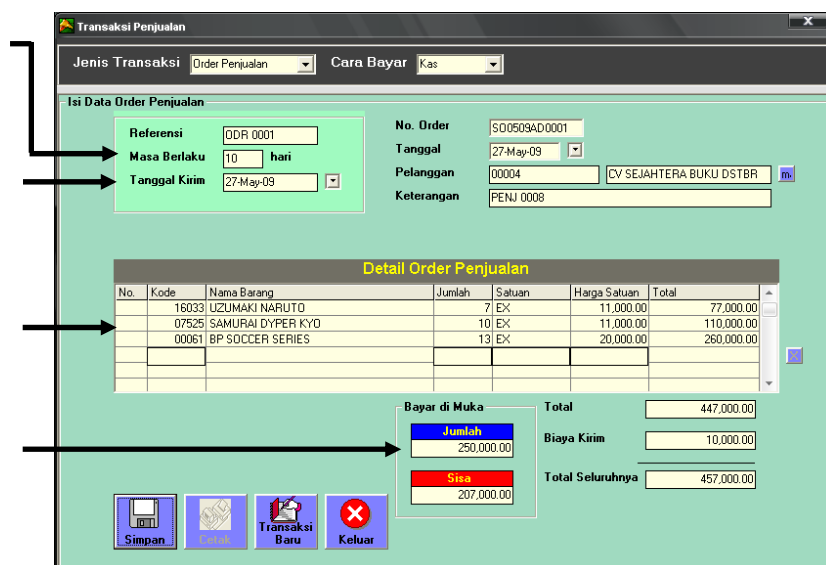 Transaksi Penjualan
Jenis Transaksi Order Penjualan Cara Bayar Kas
Isi Data Order Penjualan
Referensi ODR 0001
Masa Berlaku 10 hari
Tanggal Kirim 27-May-09
No. Order SO0509AD0001
Tanggal 27-May-09
Pelanggan 00004 CV SEJAHTERA BUKU DSTBR m.
Keterangan PENJ 0008
Detail Order Penjualan
No. Kode Nama Barang Jumlah Satuan Harga Satuan Total
16033 UZUMAKI NARUTO 7 EX 11,000.00 77,000.00
07525 SAMURAI DYPER KYO 10 EX 11,000.00 110,000.00
00061 BP SOCCER SERIES 13 EX 20,000.00 260,000.00
Bayar di Muka
Jumlah
250,000.00
Sisa
207,000.00
Total 447,000.00
Biaya Kirim 10,000.00
Total Seluruhnya 457,000.00
Simpan
Cetak
Transaksi
Baru
Keluar